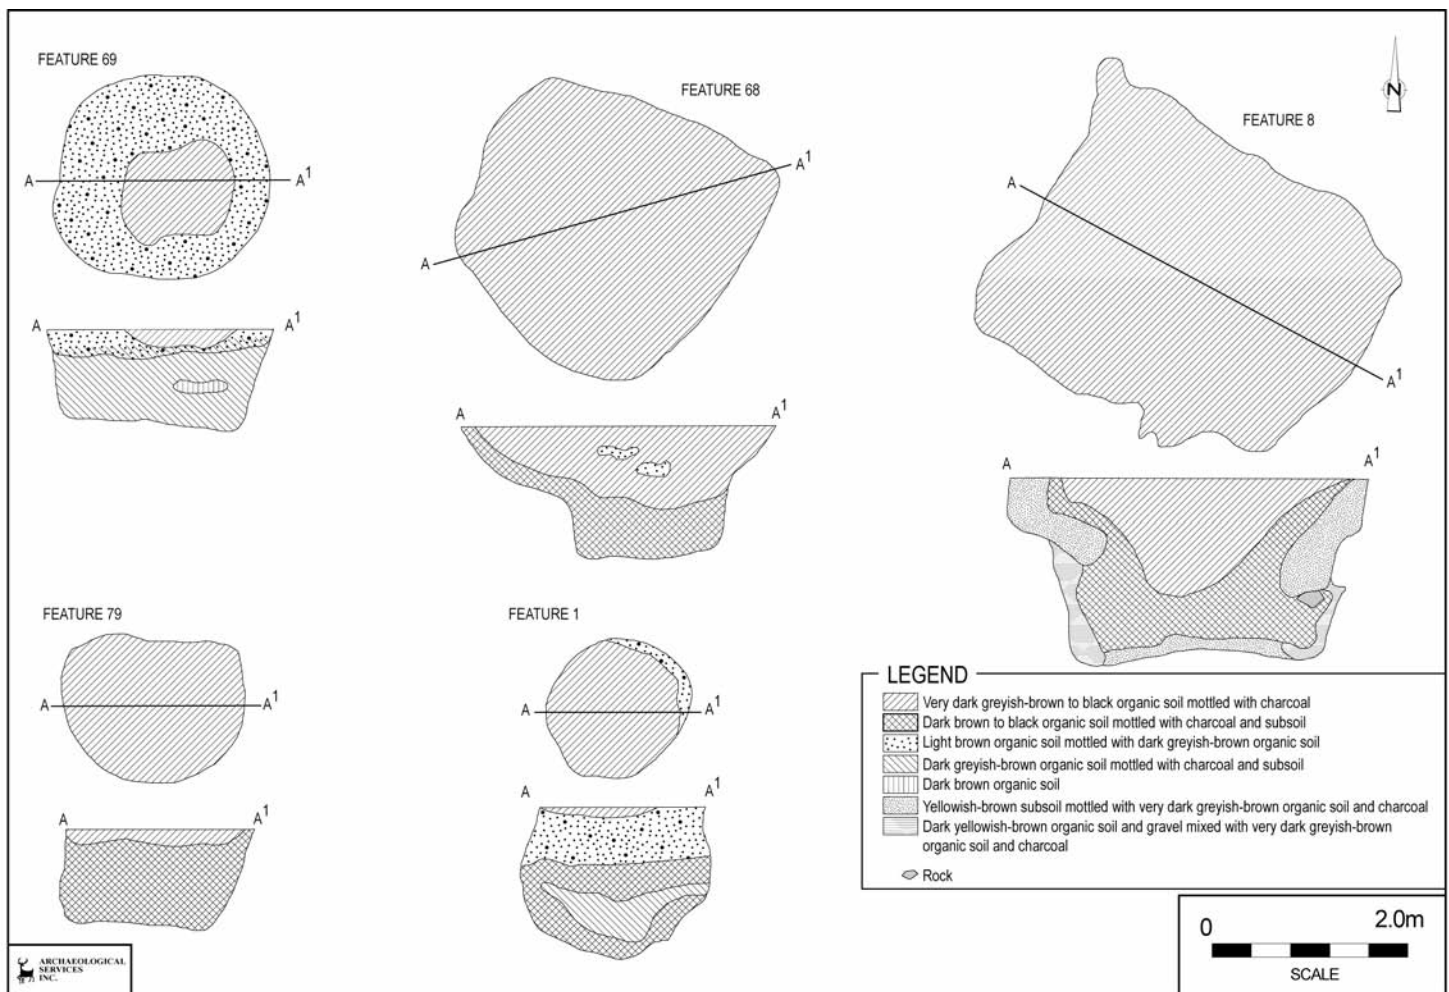 FEATURE 69
A A1
A A1
FEATURE 68
A A1
A A1
FEATURE 8
A A1
A A1
N
FEATURE 79
A A1
A A1
FEATURE 1
A A1
A A1
LEGEND
Very dark greyish-brown to black organic soil mottled with charcoal
Dark brown to black organic soil mottled with charcoal and subsoil
Light brown organic soil mottled with dark greyish-brown organic soil
Dark greyish-brown organic soil mottled with charcoal and subsoil
Dark brown organic soil
Yellowish-brown subsoil mottled with very dark greyish-brown organic soil and charcoal
Dark yellowish-brown organic soil and gravel mixed with very dark greyish-brown
organic soil and charcoal
Rock
0 2.0m
SCALE
ARCHAEOLOGICAL
SERVICES
INC.